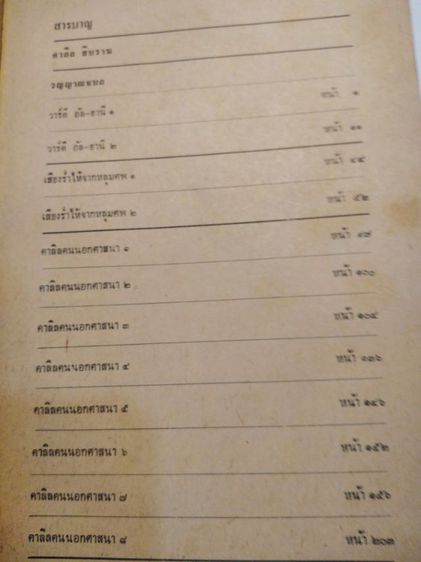 สารบาญ
คาลิล ยิบราน
วิญญาณขบถ
วาร์ดี อัล-ฮานี ๑ หน้า ๑
วาร์ดี อัล-ฮานี ๒ หน้า ๑๑
เสียงร่ำไห้จากหลุมศพ ๑ หน้า ๔๔
เสียงร่ำไห้จากหลุมศพ ๒ หน้า ๕๒
คาลิลคนนอกศาสนา ๑ หน้า
คาลิลคนนอกศาสนา ๒ หน้า ๑๐๐
คาลิลคนนอกศาสนา ๓ หน้า ๑๐๔
คาลิลคนนอกศาสนา ๔ หน้า ๑๓๖
คาลิลคนนอกศาสนา ๕ หน้า ๑๔๖
คาลิลคนนอกศาสนา ๖ หน้า ๑๕๒
คาลิลคนนอกศาสนา ๗ หน้า ๑๕๖
คาลิลคนนอกศาสนา ๘ หน้า ๒๐๓